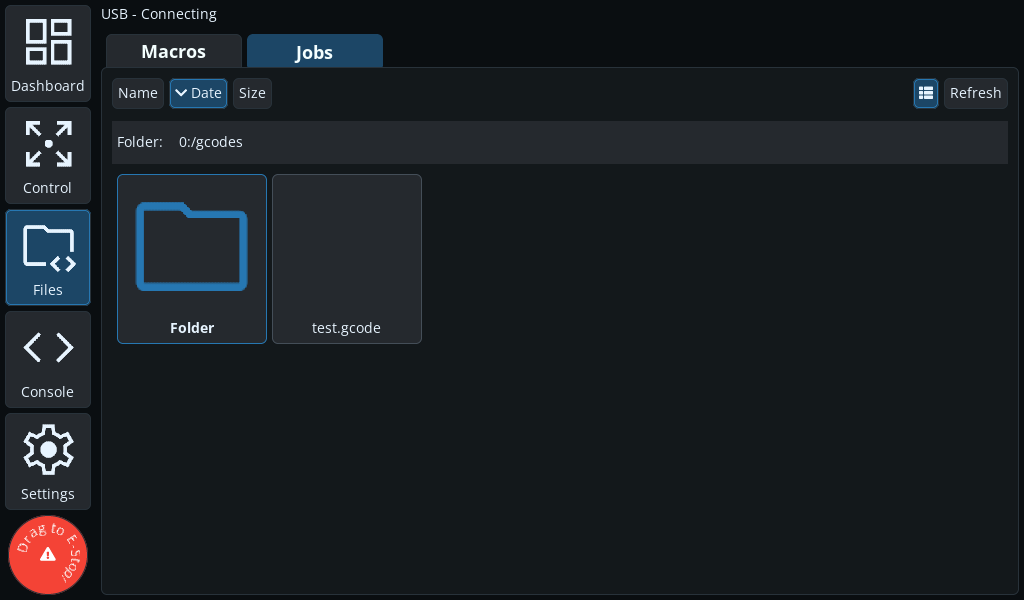 USB - Connecting
Dashboard
Control
Files
Console
Settings
Drag to E-Stop!
Macros
Jobs
Name
Date
Size
Refresh
Folder: 0:/gcodes
Folder
test.gcode